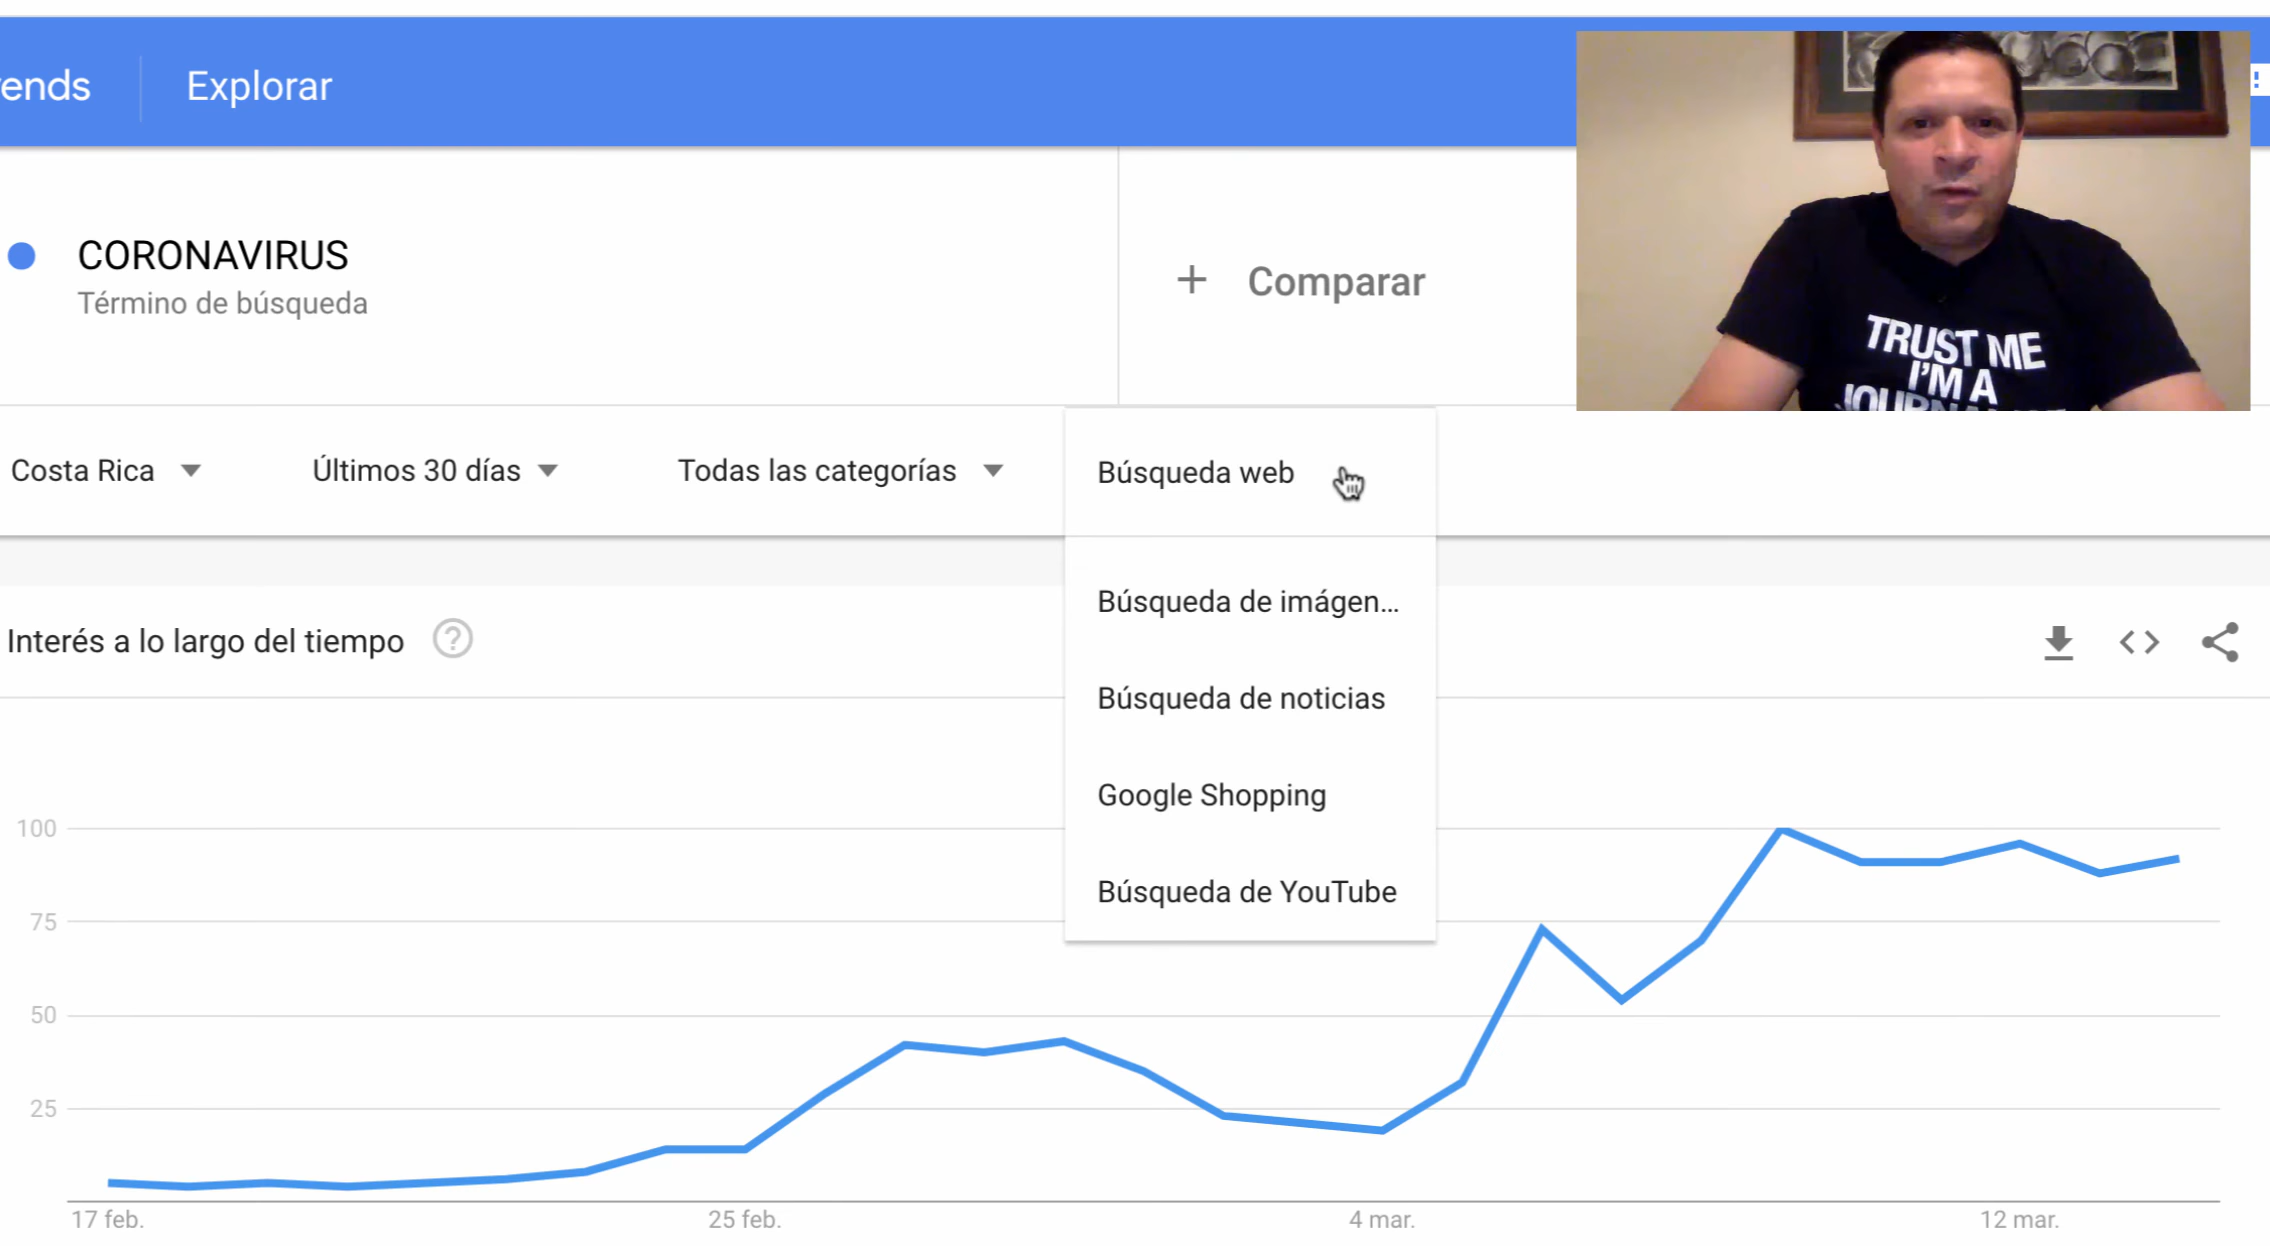 ends
Explorar
CORONAVIRUS
Término de búsqueda
+ Comparar
TRUST ME
I'M A
Costa Rica
Últimos 30 días
Todas las categorías
Búsqueda web
Búsqueda de imágen...
Búsqueda de noticias
Google Shopping
Búsqueda de YouTube
Interés a lo largo del tiempo
100
75
50
25
17 feb.
25 feb.
4 mar.
12 mar.